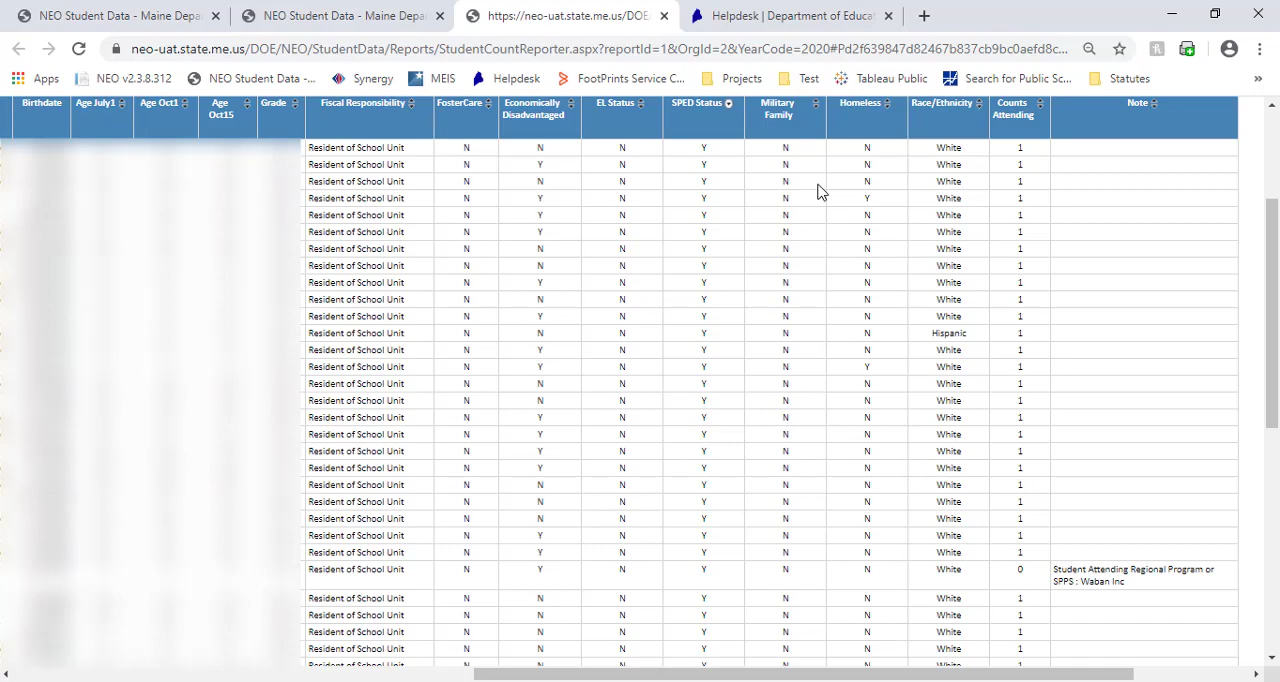 NEO Student Data - Maine Depa
NEO Student Data - Maine Depa
https://neo-uat.state.me.us/DOE/
Helpdesk | Department of Educat
neo-uat.state.me.us/DOE/NEO/StudentData/Reports/StudentCountReporter.aspx?reportId=1&OrgId=2&YearCode=2020#Pd2f639847d82467b837cb9bc0aefd8c...
Apps NEO v2.3.8.312 NEO Student Data -... Synergy MEIS Helpdesk FootPrints Service C... Projects Test Tableau Public Search for Public Sc... Statutes »
Birthdate Age July1 Age Oct1 Age Grade Fiscal Responsibility FosterCare Economically EL Status SPED Status Military Homeless Race/Ethnicity Counts Note
Oct15 Disadvantaged Family Attending
Resident of School Unit N N N Y N N White 1
Resident of School Unit N Y N Y N N White 1
Resident of School Unit N N N Y N N White 1
Resident of School Unit N Y N Y N Y White 1
Resident of School Unit N Y N Y N N White 1
Resident of School Unit N Y N Y N N White 1
Resident of School Unit N N N Y N N White 1
Resident of School Unit N N N Y N N White 1
Resident of School Unit N Y N Y N N White 1
Resident of School Unit N N N Y N N White 1
Resident of School Unit N Y N Y N N White 1
Resident of School Unit N N N Y N N Hispanic 1
Resident of School Unit N Y N Y N N White 1
Resident of School Unit N Y N Y N Y White 1
Resident of School Unit N N N Y N N White 1
Resident of School Unit N N N Y N N White 1
Resident of School Unit N Y N Y N N White 1
Resident of School Unit N Y N Y N N White 1
Resident of School Unit N Y N Y N N White 1
Resident of School Unit N Y N Y N N White 1
Resident of School Unit N N N Y N N White 1
Resident of School Unit N N N Y N N White 1
Resident of School Unit N N N Y N N White 1
Resident of School Unit N Y N Y N N White 1
Resident of School Unit N Y N Y N N White 1
Resident of School Unit N Y N Y N N White 0 Student Attending Regional Program or
SPPS : Waban Inc
Resident of School Unit N N N Y N N White 1
Resident of School Unit N N N Y N N White 1
Resident of School Unit N N N Y N N White 1
Resident of School Unit N N N Y N N White 1
Resident of School Unit N N N Y N N White 1